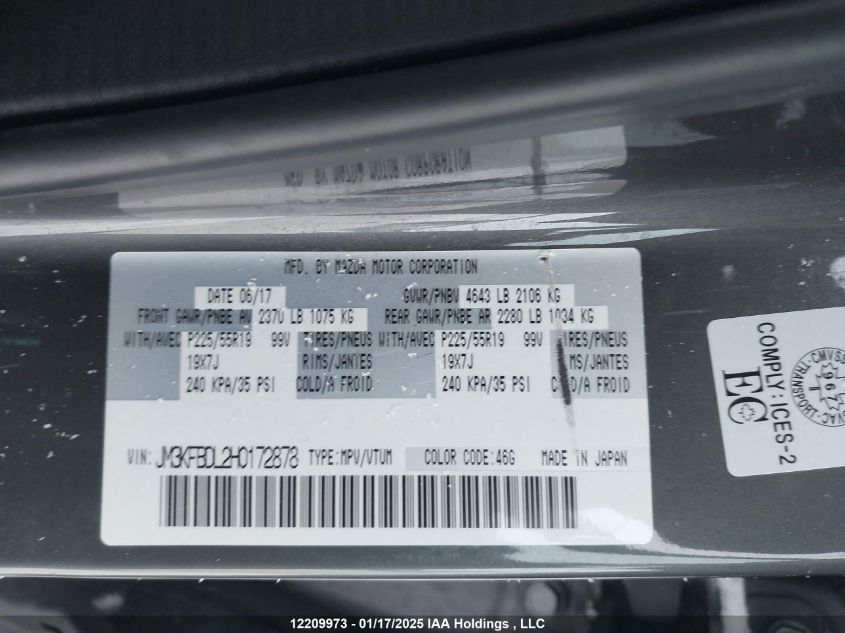 MFD. BY MAZDA MOTOR CORPORATION
DATE 06/17 GVWR/PNBV 4643 LB 2106 KG
FRONT GAWR/PNBE AV 2370 LB 1075 KG REAR GAWR/PNBE AR 2280 LB 1034 KG
WITH/AVEC P225/55R19 99V TIRES/PNEUS WITH/AVEC P225/55R19 99V TIRES/PNEUS
19X7J RIMS/JANTES 19X7J RIMS/JANTES
240 KPA/35 PSI COLD/A FROID 240 KPA/35 PSI COLD/A FROID
VIN: JM3KFBDL2H0172878 TYPE:MPV/VTUM COLOR CODE:46G MADE IN JAPAN
COMPLY:ICES-2
EC
12209973 - 01/17/2025 IAA Holdings , LLC